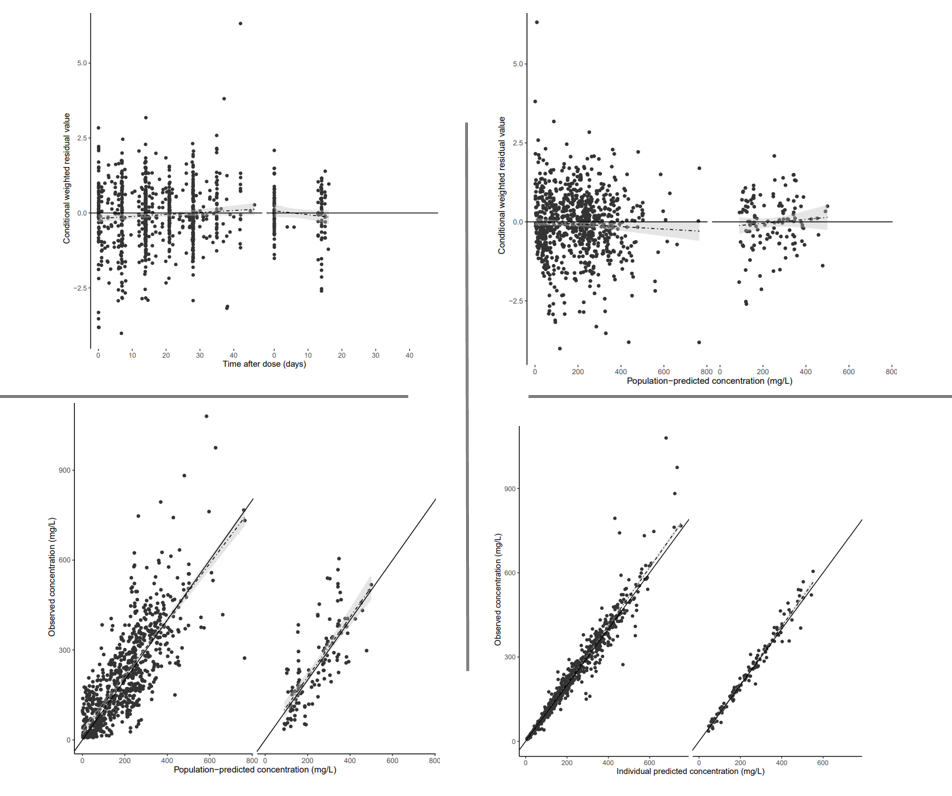 Conditional weighted residual value
5.0
2.5
0.0
−2.5
0 10 20 30 40 0 10 20 30 40
Time after dose (days)
Conditional weighted residual value
5.0
2.5
0.0
−2.5
0 200 400 600 800 0 200 400 600 800
Population−predicted concentration (mg/L)
Observed concentration (mg/L)
900
600
300
0
0 200 400 600 800 0 200 400 600 800
Population−predicted concentration (mg/L)
Observed concentration (mg/L)
900
600
300
0
0 200 400 600 0 200 400 600
Individual predicted concentration (mg/L)